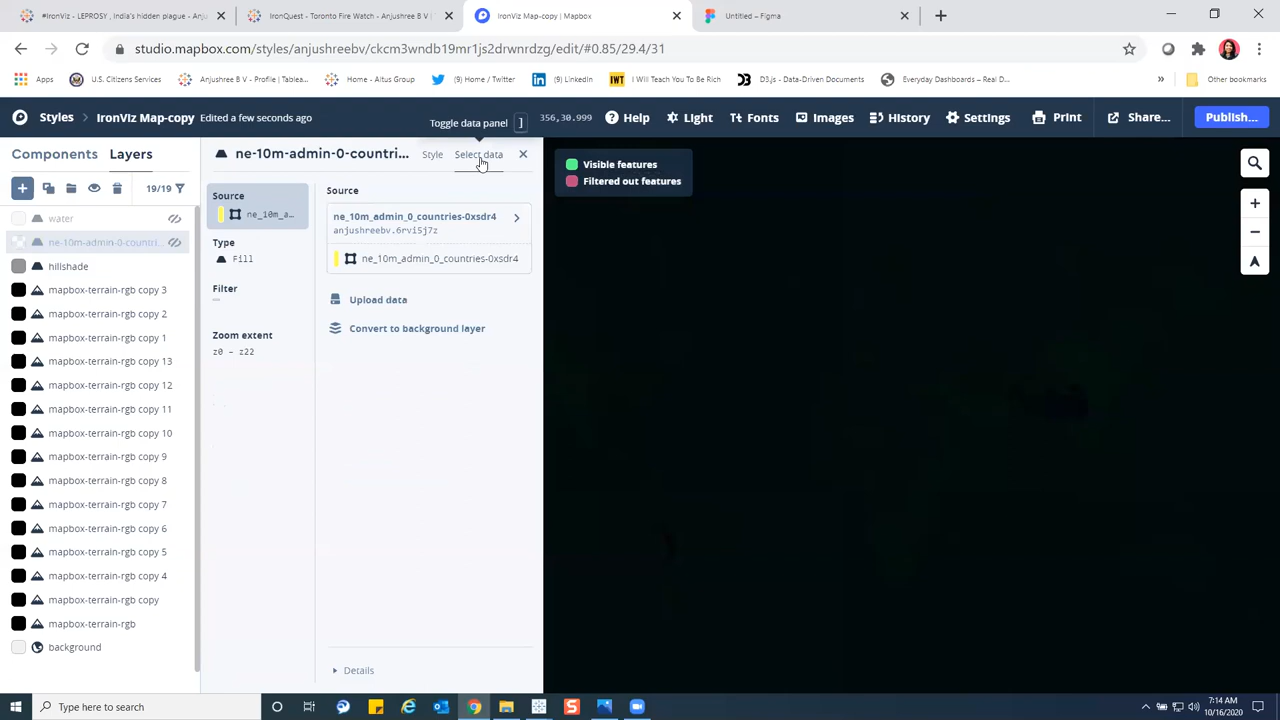 #IronViz - LEPROSY , India's hidden plague - Anju
IronQuest - Toronto Fire Watch - Anjushree B V |
IronViz Map-copy | Mapbox
Untitled – Figma
studio.mapbox.com/styles/anjushreebv/ckcm3wndb19mr1js2drwnrdzg/edit/#0.85/29.4/31
Apps
U.S. Citizens Services
Anjushree B V - Profile | Tablea...
Home - Altus Group
(9) Home / Twitter
(9) LinkedIn
I Will Teach You To Be Ric
D3.js - Data-Driven Documents
Everyday Dashboards – Real D...
»
Other bookmarks
Styles
IronViz Map-copy Edited a few seconds ago
Toggle data panel ]
356,30.999
Help
Light
Fonts
Images
History
Settings
Print
Share...
Publish...
Components
Layers
19/19
water
ne-10m-admin-0-countri...
hillshade
mapbox-terrain-rgb copy 3
mapbox-terrain-rgb copy 2
mapbox-terrain-rgb copy 1
mapbox-terrain-rgb copy 13
mapbox-terrain-rgb copy 12
mapbox-terrain-rgb copy 11
mapbox-terrain-rgb copy 10
mapbox-terrain-rgb copy 9
mapbox-terrain-rgb copy 8
mapbox-terrain-rgb copy 7
mapbox-terrain-rgb copy 6
mapbox-terrain-rgb copy 5
mapbox-terrain-rgb copy 4
mapbox-terrain-rgb copy
mapbox-terrain-rgb
background
ne-10m-admin-0-countri...
Style
Select data
Source
ne_10m_a…
Type
Fill
Filter
Zoom extent
z0 – z22
Source
ne_10m_admin_0_countries-0xsdr4
anjushreebv.6rvi5j7z
ne_10m_admin_0_countries-0xsdr4
Upload data
Convert to background layer
Details
Visible features
Filtered out features
Type here to search
7:14 AM
10/16/2020